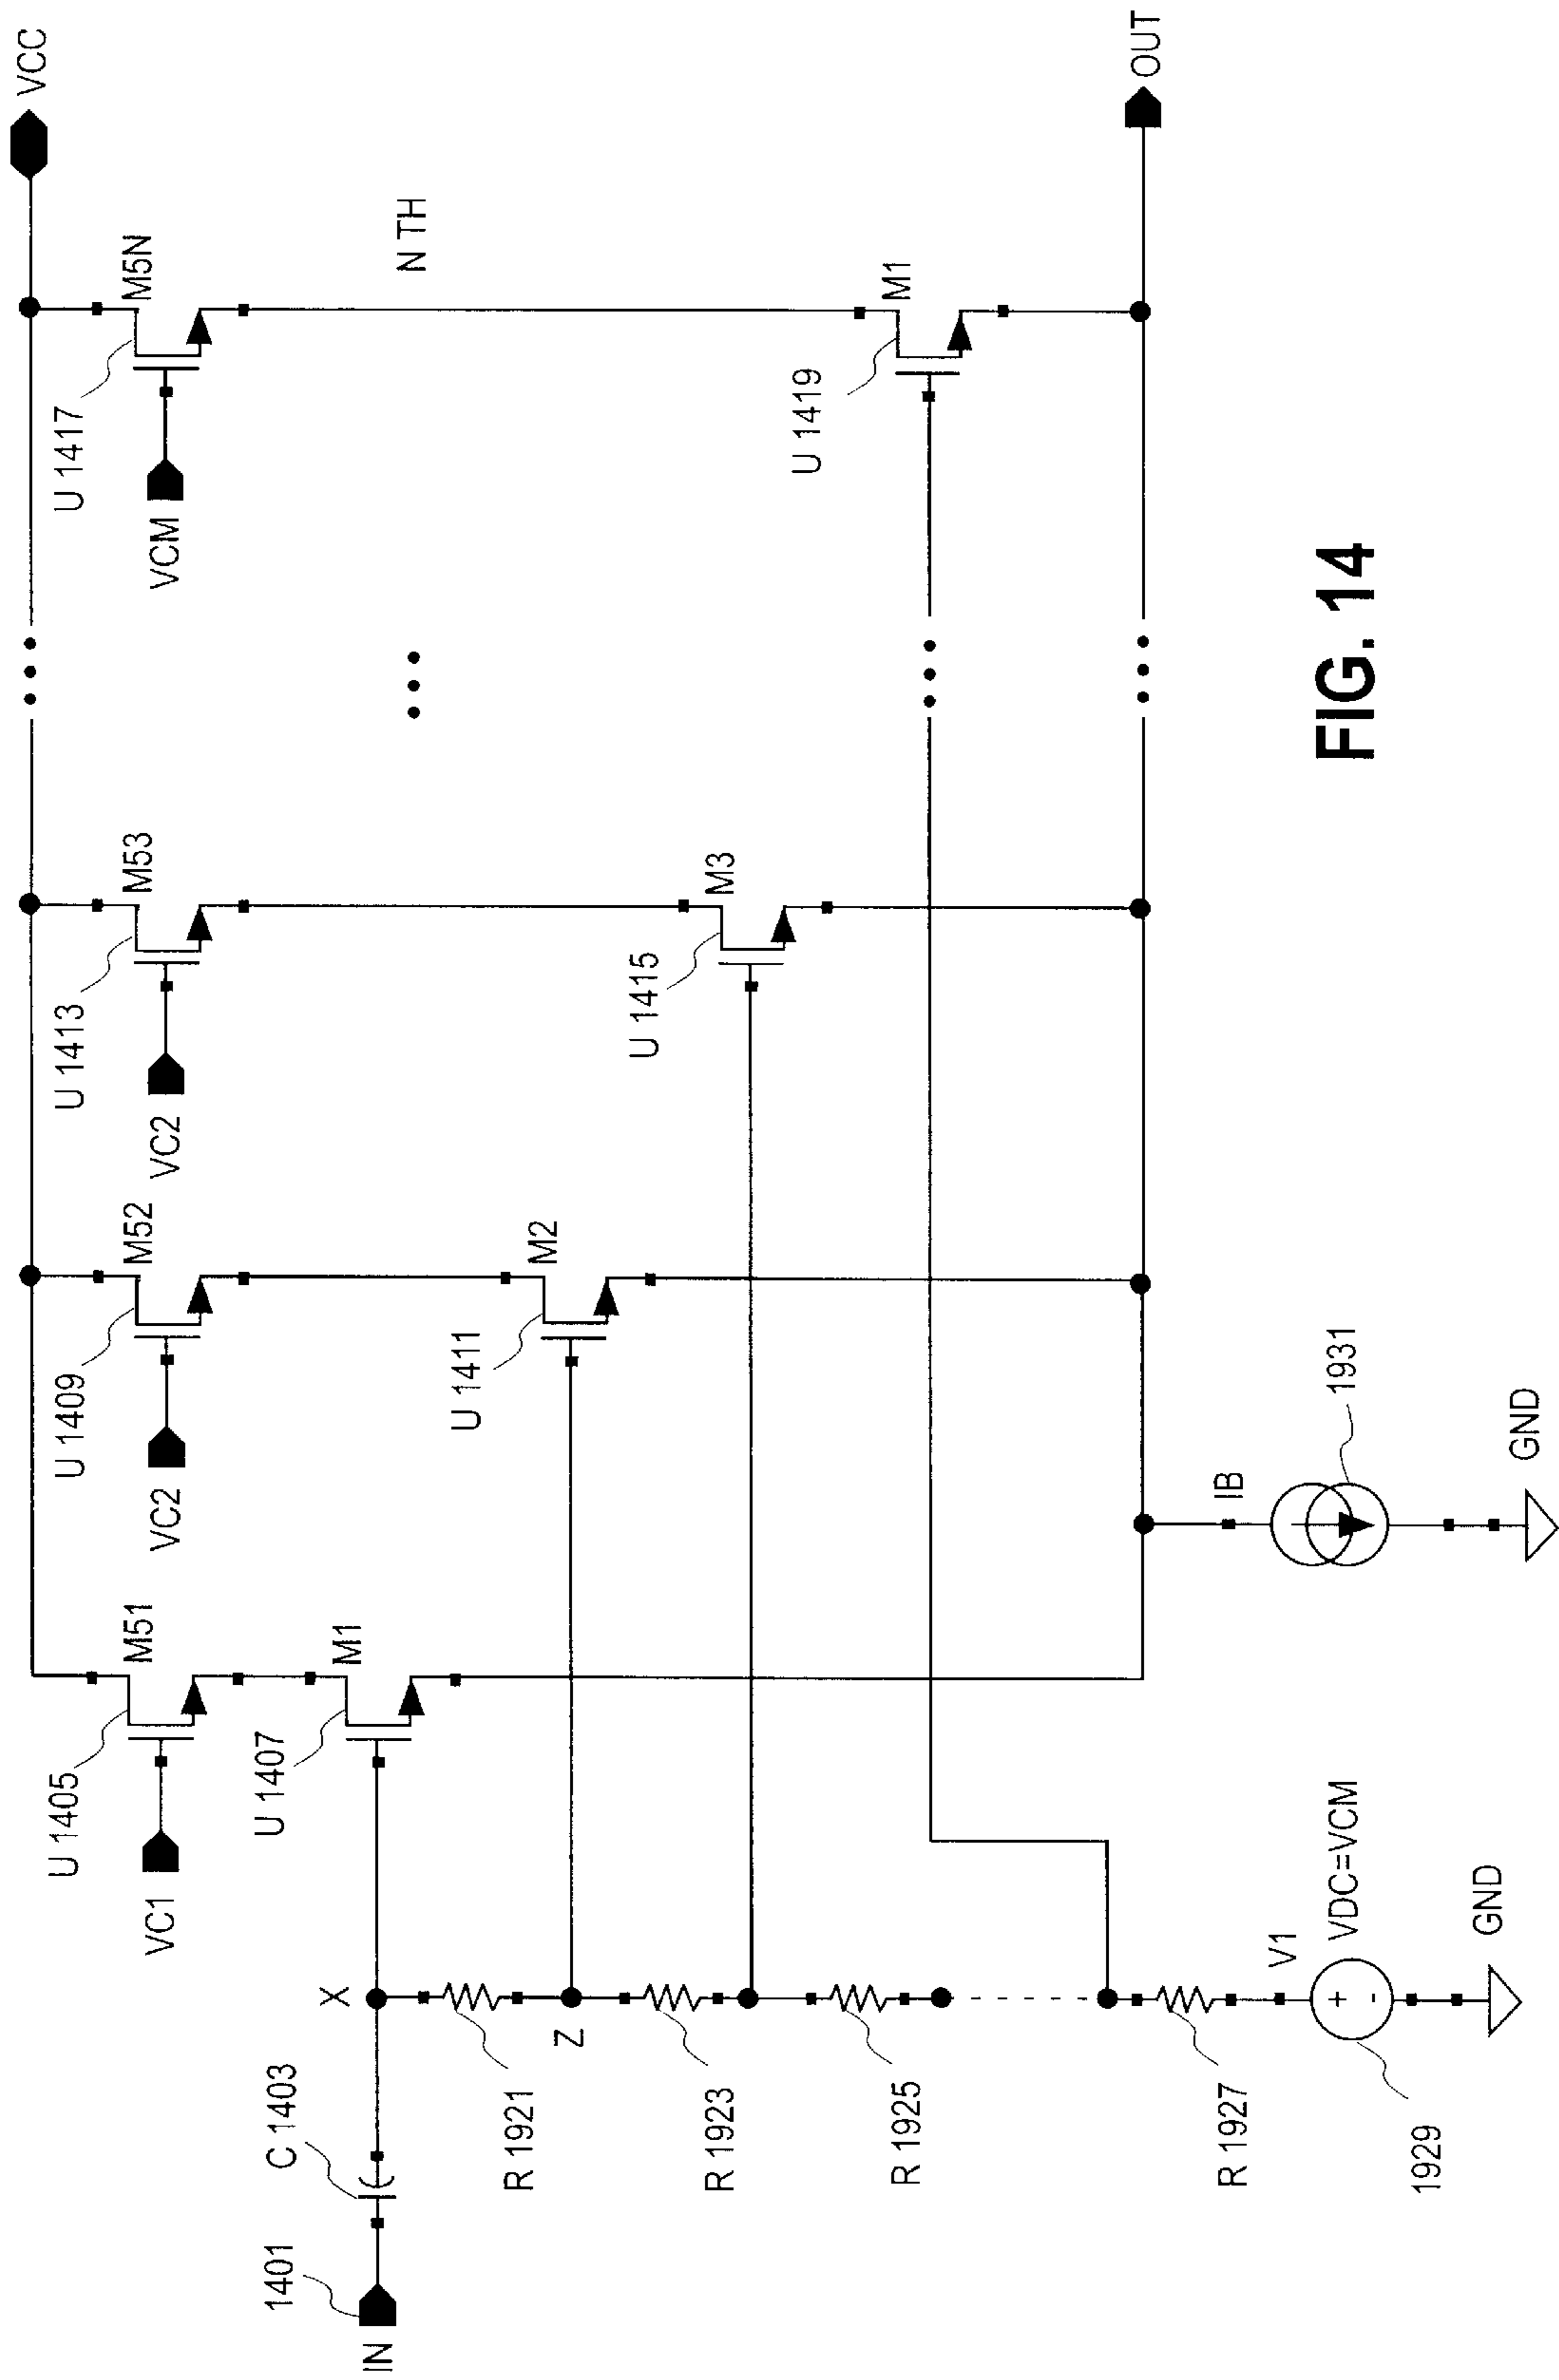 VCC
M51
U 1405
VC1
M52
U 1409
VC2
M53
U 1413
VC2
M5N
U 1417
VCM
N TH
M1
U 1407
M2
U 1411
M3
U 1415
M1
U 1419
1401
IN
C 1403
X
R 1921
Z
R 1923
R 1925
R 1927
V1
VDC=VCM
+
-
1929
GND
IB
1931
GND
OUT
FIG. 14